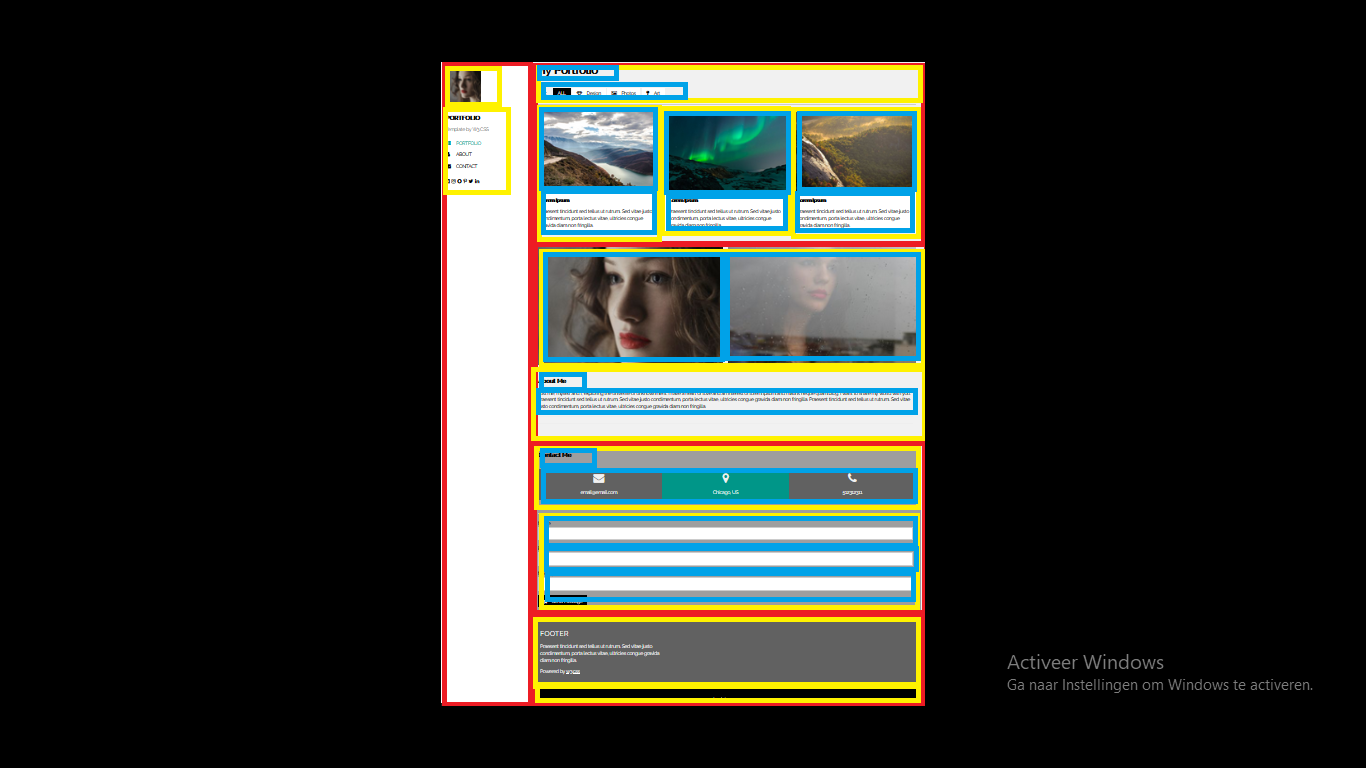 My Portfolio
ALL Design Photos Art
PORTFOLIO
Template by W3.CSS
PORTFOLIO
ABOUT
CONTACT
Lorem Ipsum
Praesent tincidunt sed tellus ut rutrum. Sed vitae justo
condimentum, porta lectus vitae, ultricies congue
gravida diam non fringilla.
Lorem Ipsum
Praesent tincidunt sed tellus ut rutrum. Sed vitae justo
condimentum, porta lectus vitae, ultricies congue
gravida diam non fringilla.
Lorem Ipsum
Praesent tincidunt sed tellus ut rutrum. Sed vitae justo
condimentum, porta lectus vitae, ultricies congue
gravida diam non fringilla.
About Me
praesent tincidunt sed tellus ut rutrum. Sed vitae justo condimentum, porta lectus vitae, ultricies congue gravida diam non fringilla. Praesent tincidunt sed tellus ut rutrum. Sed vitae
justo condimentum, porta lectus vitae, ultricies congue gravida diam non fringilla.
Contact Me
email@email.com
Chicago, US
512312311
FOOTER
Praesent tincidunt sed tellus ut rutrum. Sed vitae justo
condimentum, porta lectus vitae, ultricies congue gravida
diam non fringilla.
Powered by w3.css
Activeer Windows
Ga naar Instellingen om Windows te activeren.